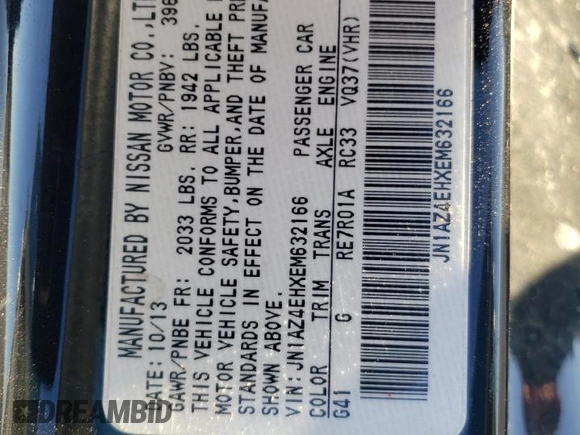 MANUFACTURED BY NISSAN MOTOR CO.,LTD
DATE: 10/13 GVWR/PNBV: 396
GAWR/PNBE FR: 2033 LBS. RR: 1942 LBS.
THIS VEHICLE CONFORMS TO ALL APPLICABLE
MOTOR VEHICLE SAFETY,BUMPER,AND THEFT PRE
STANDARDS IN EFFECT ON THE DATE OF MANUFA
SHOWN ABOVE.
VIN: JN1AZ4EHXEM632166 PASSENGER CAR
COLOR TRIM TRANS AXLE ENGINE
G41 G RE7R01A RC33 VQ37(VHR)
JN1AZ4EHXEM632166
DREAMBID